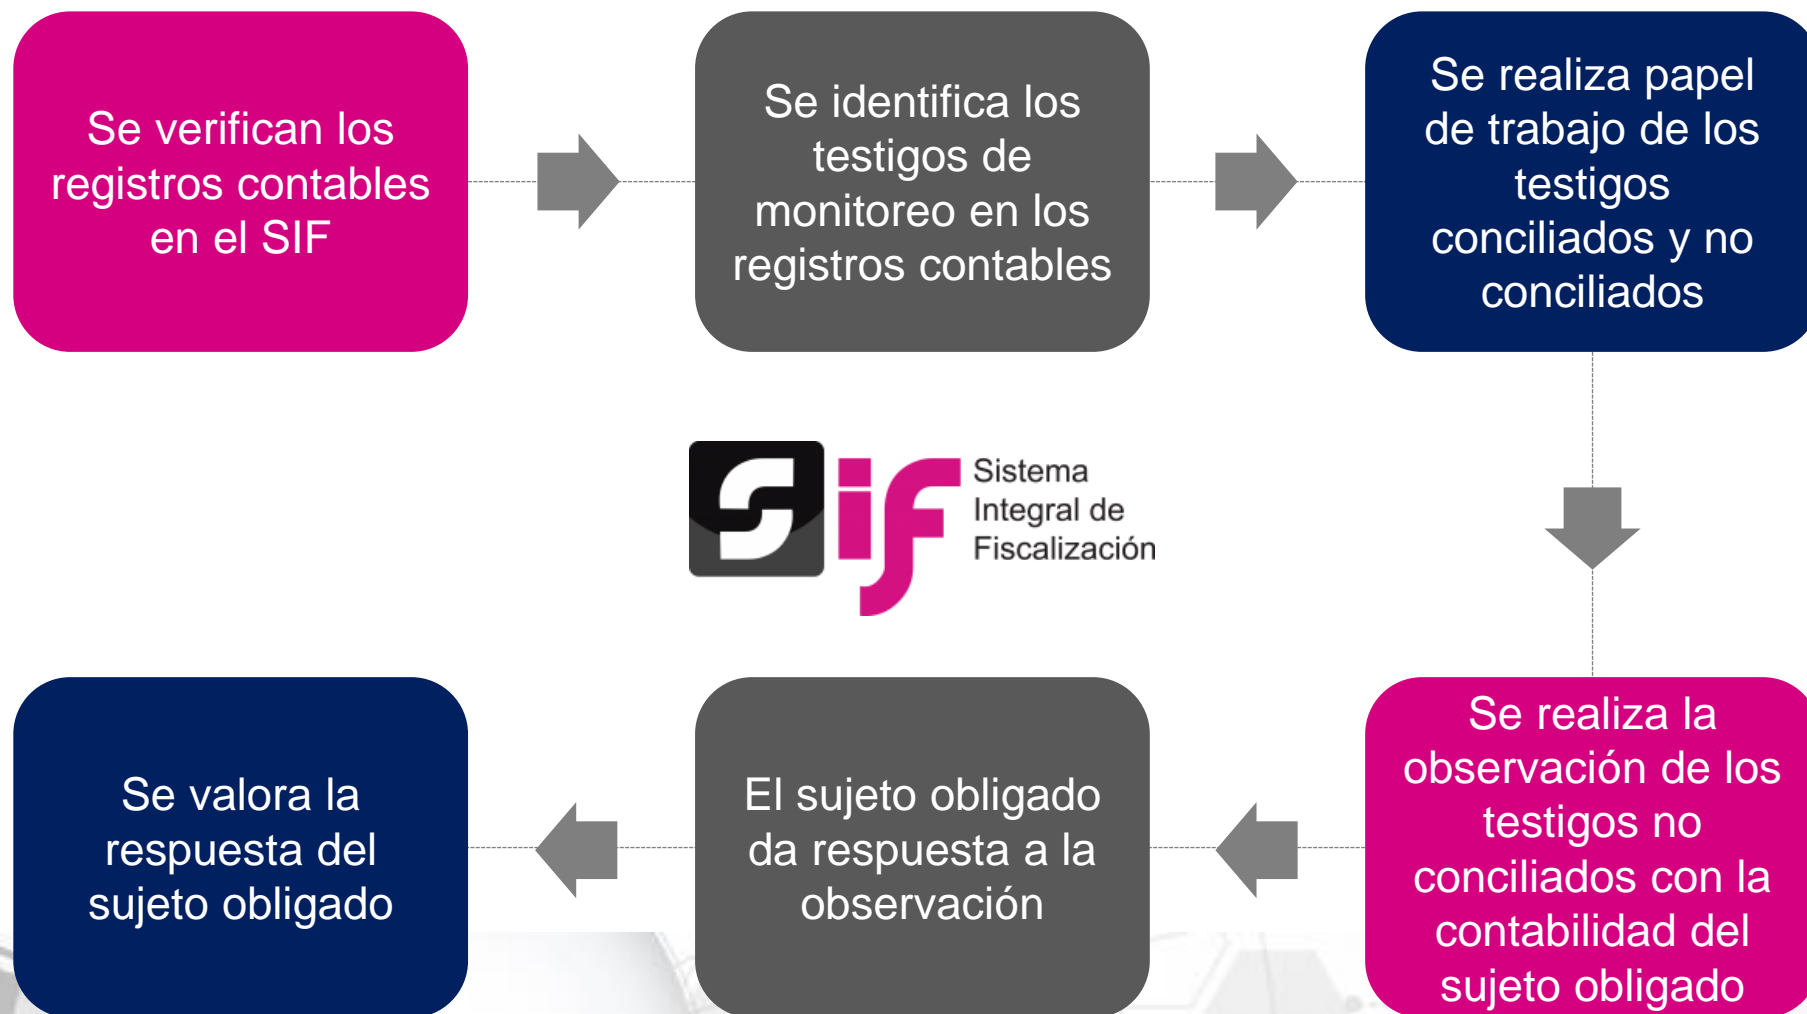 Se verifican los
registros contables
en el SIF
Se identifica los
testigos de
monitoreo en los
registros contables
Se realiza papel
de trabajo de los
testigos
conciliados y no
conciliados
sif
Sistema
Integral de
Fiscalización
Se realiza la
observación de los
testigos no
conciliados con la
contabilidad del
sujeto obligado
El sujeto obligado
da respuesta a la
observación
Se valora la
respuesta del
sujeto obligado